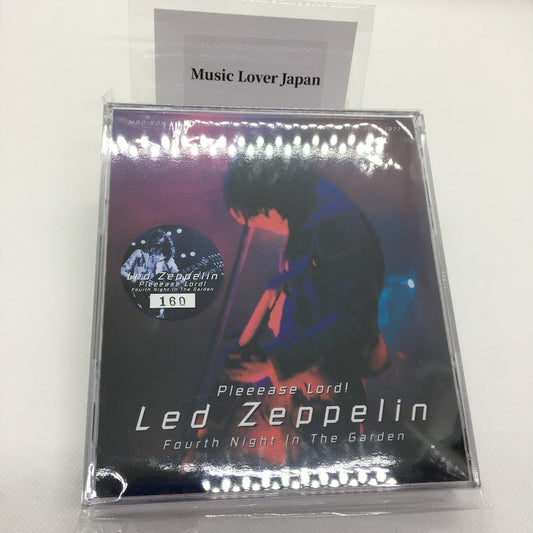 Music Lover Japan
MADISON
1977
Led Zeppelin
Pleeease Lord!
Fourth Night In The Garden
160
Pleeease Lord!
Led Zeppelin
Fourth Night In The Garden